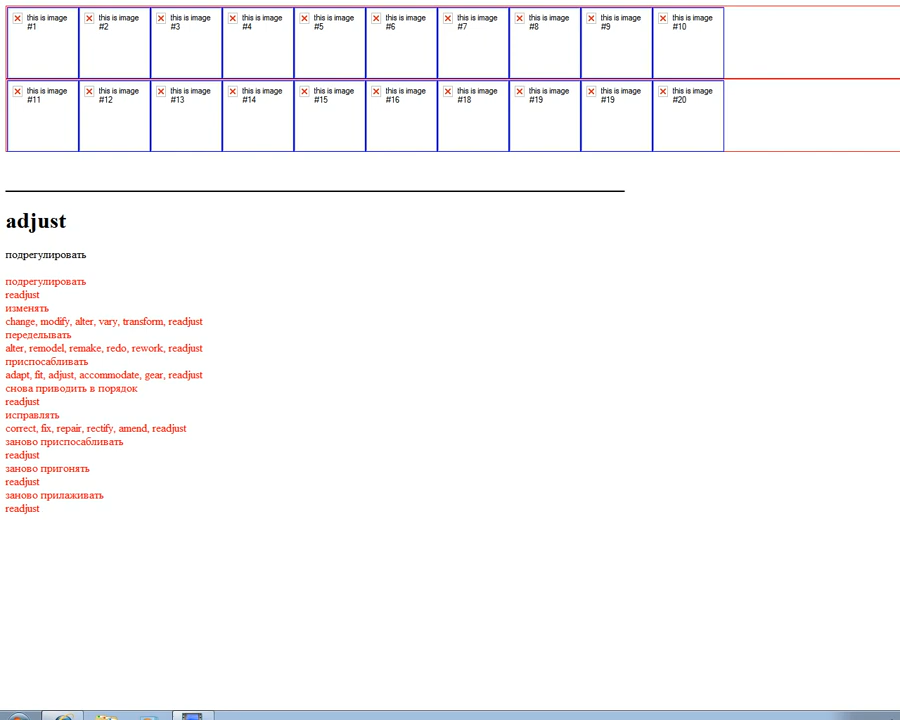 this is image this is image this is image this is image this is image this is image this is image this is image this is image this is image
#1 #2 #3 #4 #5 #6 #7 #8 #9 #10
this is image this is image this is image this is image this is image this is image this is image this is image this is image this is image
#11 #12 #13 #14 #15 #16 #18 #19 #19 #20
adjust
подрегулировать
подрегулировать
readjust
изменять
change, modify, alter, vary, transform, readjust
переделывать
alter, remodel, remake, redo, rework, readjust
приспосабливать
adapt, fit, adjust, accommodate, gear, readjust
снова приводить в порядок
readjust
исправлять
correct, fix, repair, rectify, amend, readjust
заново приспосабливать
readjust
заново пригонять
readjust
заново прилаживать
readjust